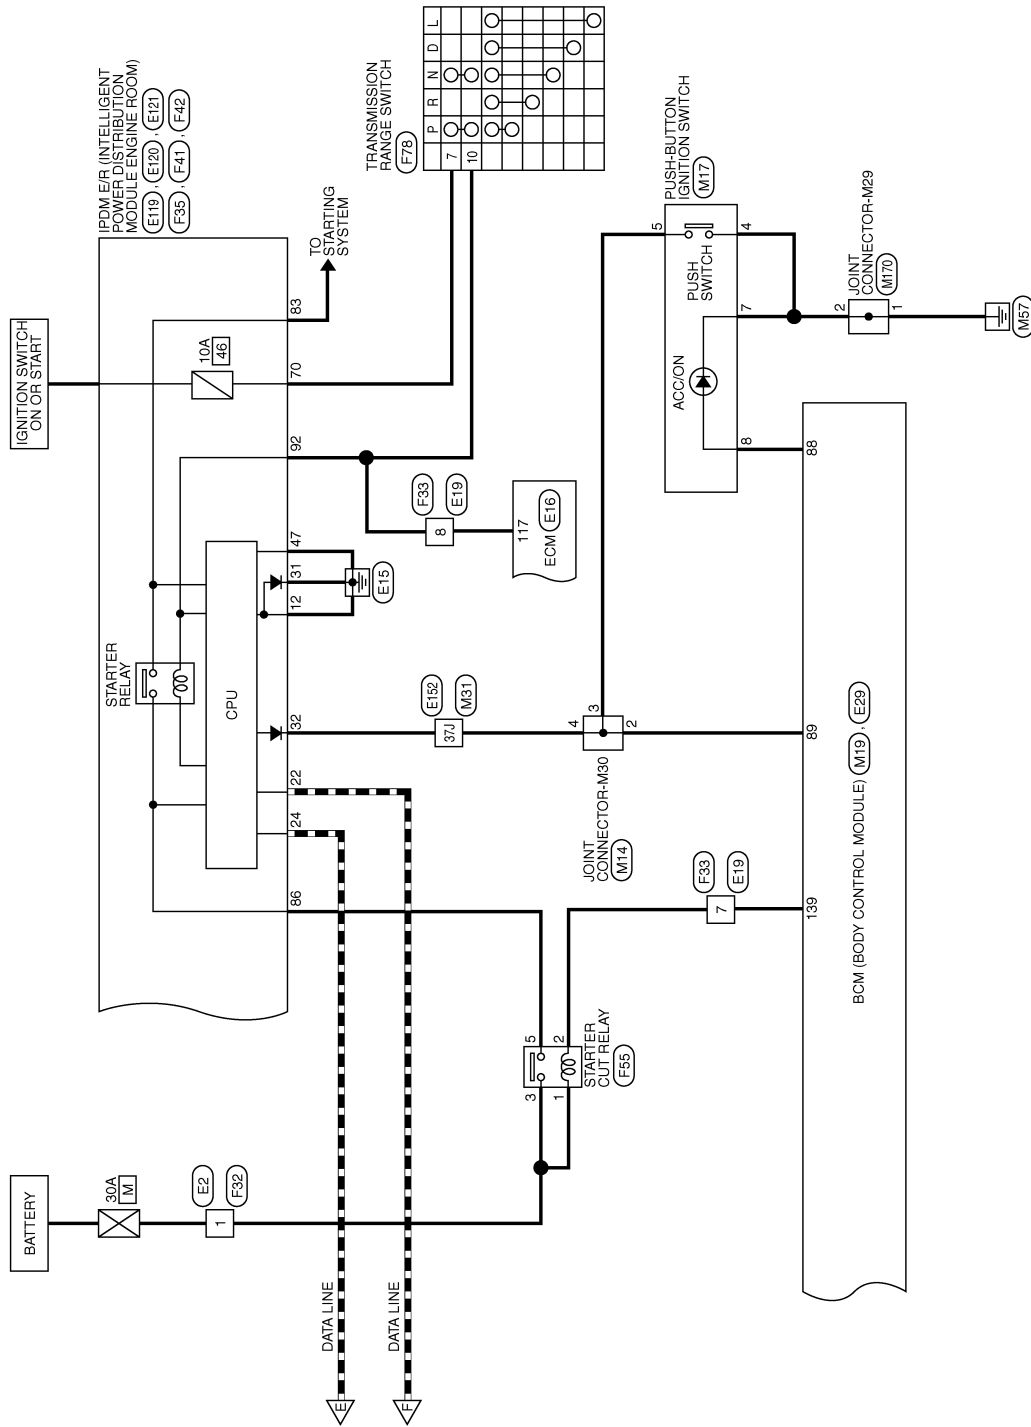 BATTERY
30A
M
1
E2
F32
IGNITION SWITCH
ON OR START
IPDM E/R (INTELLIGENT
POWER DISTRIBUTION
MODULE ENGINE ROOM)
E119 , E120 , E121
F35 , F41 , F42
STARTER
RELAY
CPU
10A
46
TO
STARTING
SYSTEM
86
24
22
32
12
31
47
92
70
83
E15
DATA LINE
E
DATA LINE
F
37J
E152
M31
8
F33
E19
117
ECM E16
TRANSMISSION
RANGE SWITCH
F78
P R N D L
7
10
3
5
1
2
STARTER
CUT RELAY
F55
JOINT
CONNECTOR-M30
M14
4
3
2
7
F33
E19
PUSH-BUTTON
IGNITION SWITCH
M17
5
4
PUSH
SWITCH
ACC/ON
8
7
JOINT
CONNECTOR-M29
M170
2
1
M57
139
89
88
BCM (BODY CONTROL MODULE) M19 , E29